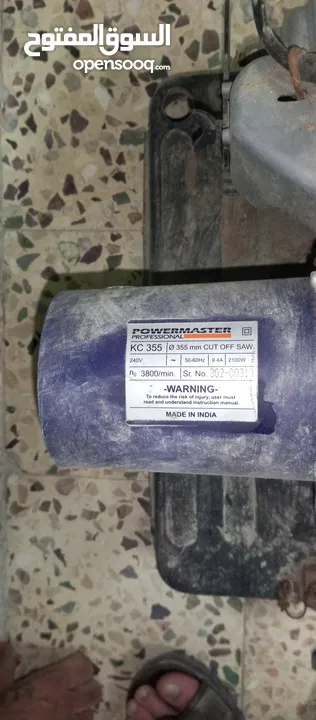 السوق المفتوح
opensooq.com
POWERMASTER
PROFESSIONAL
KC 355 Ø 355 mm CUT OFF SAW
240V ~ 50-60Hz 9.4A 2100W
n₀ 3800/min. Sr. No.
-WARNING-
To reduce the risk of injury, user must
read and understand instruction manual.
MADE IN INDIA